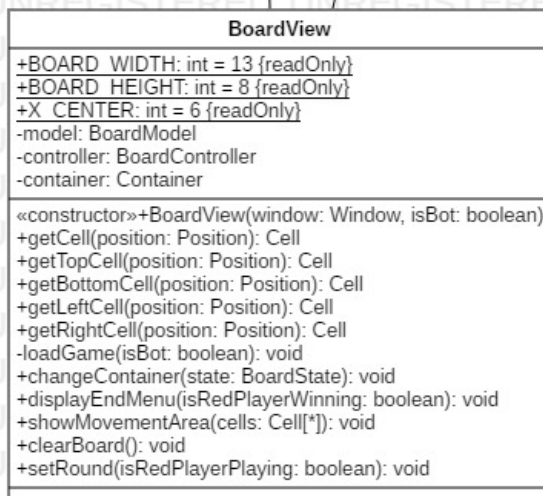 BoardView
+BOARD_WIDTH: int = 13 {readOnly}
+BOARD_HEIGHT: int = 8 {readOnly}
+X_CENTER: int = 6 {readOnly}
-model: BoardModel
-controller: BoardController
-container: Container
«constructor»+BoardView(window: Window, isBot: boolean)
+getCell(position: Position): Cell
+getTopCell(position: Position): Cell
+getBottomCell(position: Position): Cell
+getLeftCell(position: Position): Cell
+getRightCell(position: Position): Cell
-loadGame(isBot: boolean): void
+changeContainer(state: BoardState): void
+displayEndMenu(isRedPlayerWinning: boolean): void
+showMovementArea(cells: Cell[*]): void
+clearBoard(): void
+setRound(isRedPlayerPlaying: boolean): void